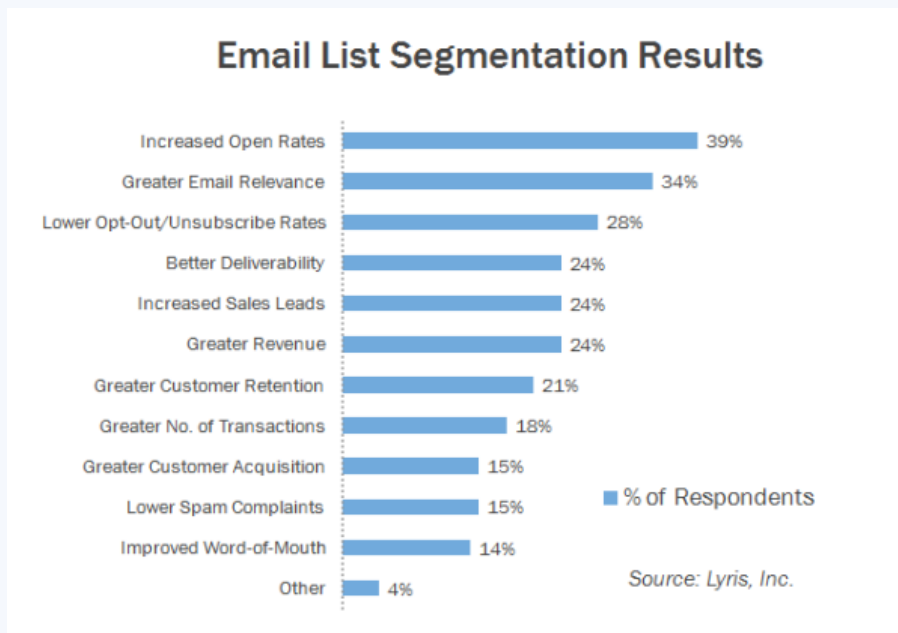 Email List Segmentation Results
Increased Open Rates 39%
Greater Email Relevance 34%
Lower Opt-Out/Unsubscribe Rates 28%
Better Deliverability 24%
Increased Sales Leads 24%
Greater Revenue 24%
Greater Customer Retention 21%
Greater No. of Transactions 18%
Greater Customer Acquisition 15%
Lower Spam Complaints 15%
% of Respondents
Improved Word-of-Mouth 14%
Other 4%
Source: Lyris, Inc.